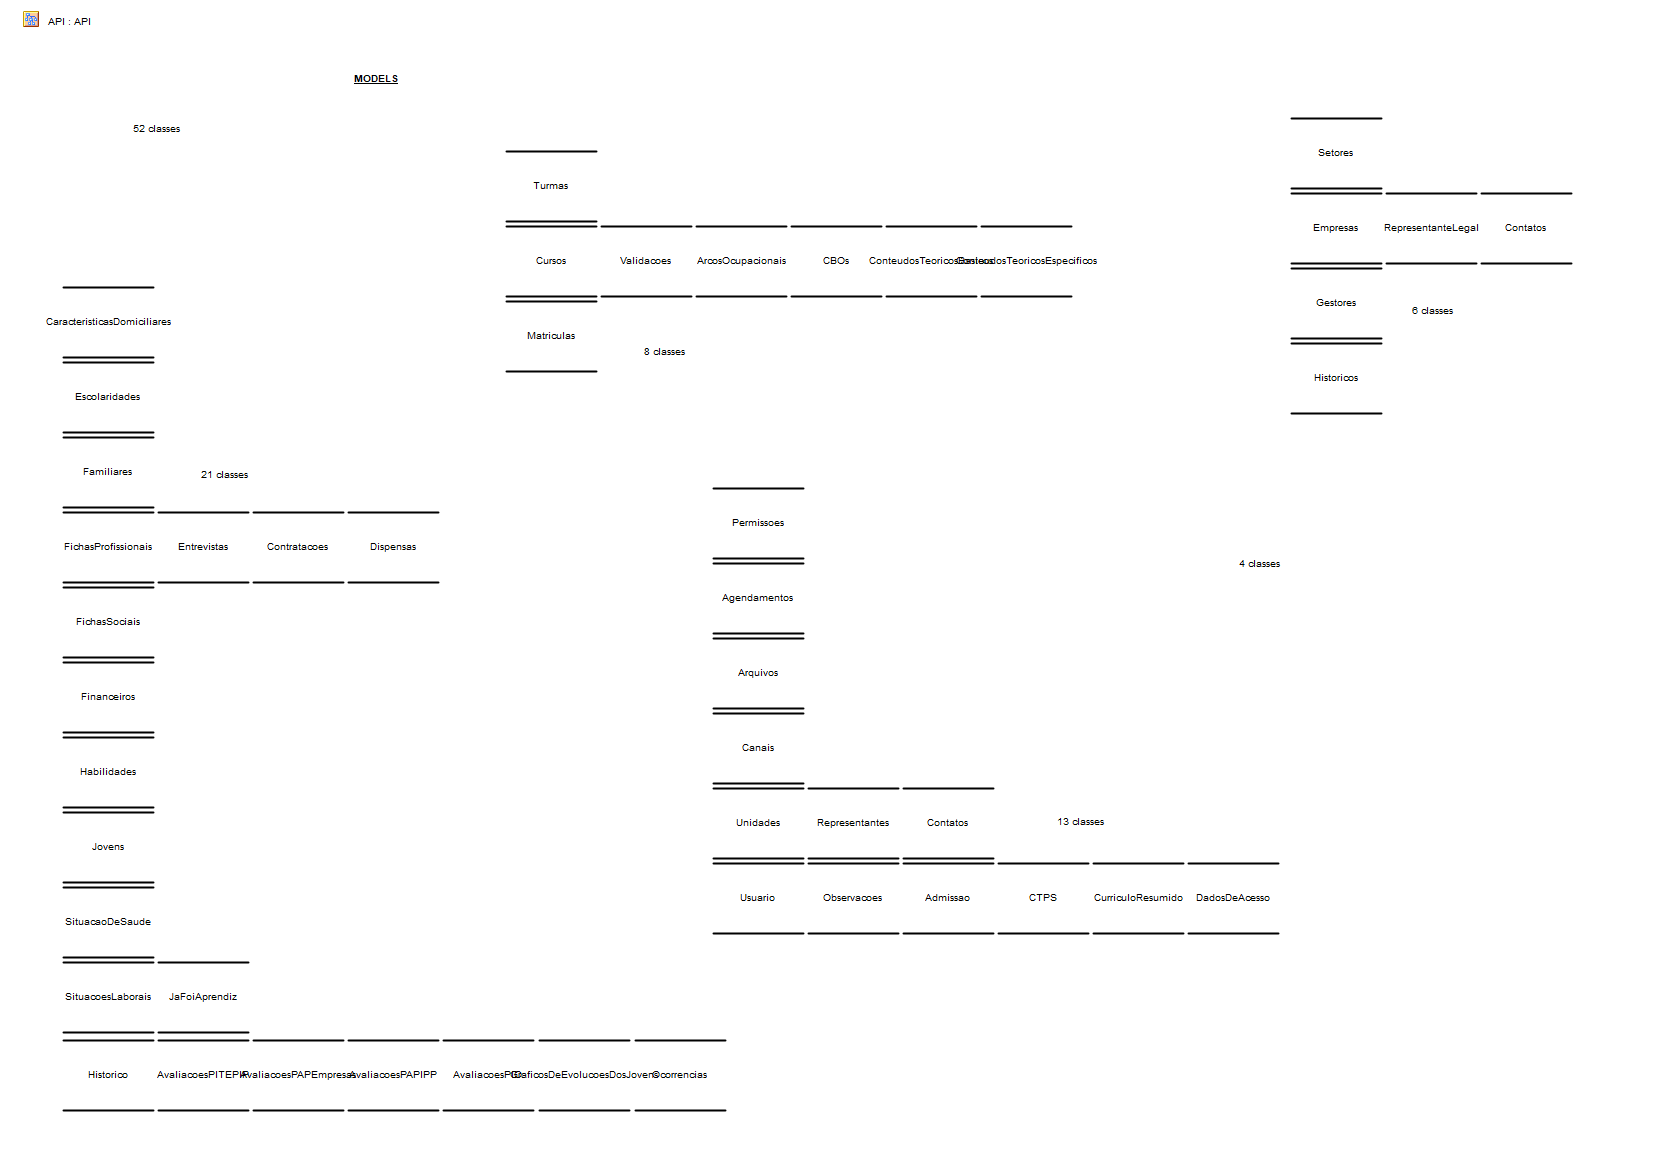 API : API
MODELS
52 classes
Setores
Turmas
Empresas RepresentanteLegal Contatos
Cursos Validacoes ArcosOcupacionais CBOs ConteudosTeoricosBasicos ConteudosTeoricosEspecificos
Gestores
6 classes
CaracteristicasDomiciliares
Matriculas
8 classes
Historicos
Escolaridades
Familiares
21 classes
Permissoes
FichasProfissionais Entrevistas Contratacoes Dispensas
4 classes
Agendamentos
FichasSociais
Arquivos
Financeiros
Canais
Habilidades
Unidades Representantes Contatos
13 classes
Jovens
Usuario Observacoes Admissao CTPS CurriculoResumido DadosDeAcesso
SituacaoDeSaude
SituacoesLaborais JaFoiAprendiz
Historico AvaliacoesPAPEmpresas AvaliacoesPAPIPP GraficosDeEvolucoesDosJovens Ocorrencias